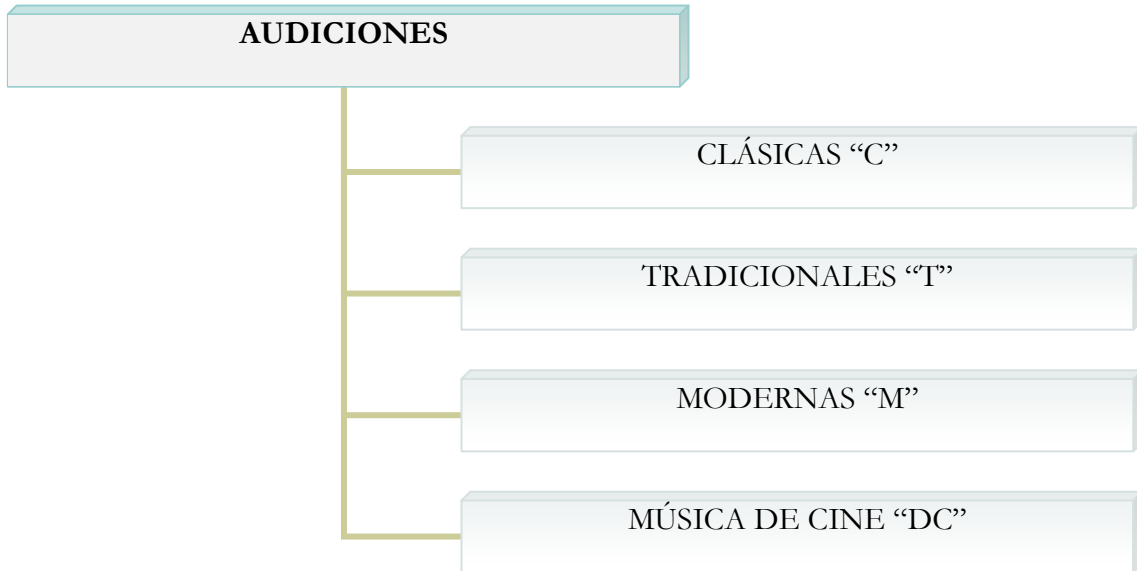 AUDICIONES
CLÁSICAS “C”
TRADICIONALES “T”
MODERNAS “M”
MÚSICA DE CINE “DC”